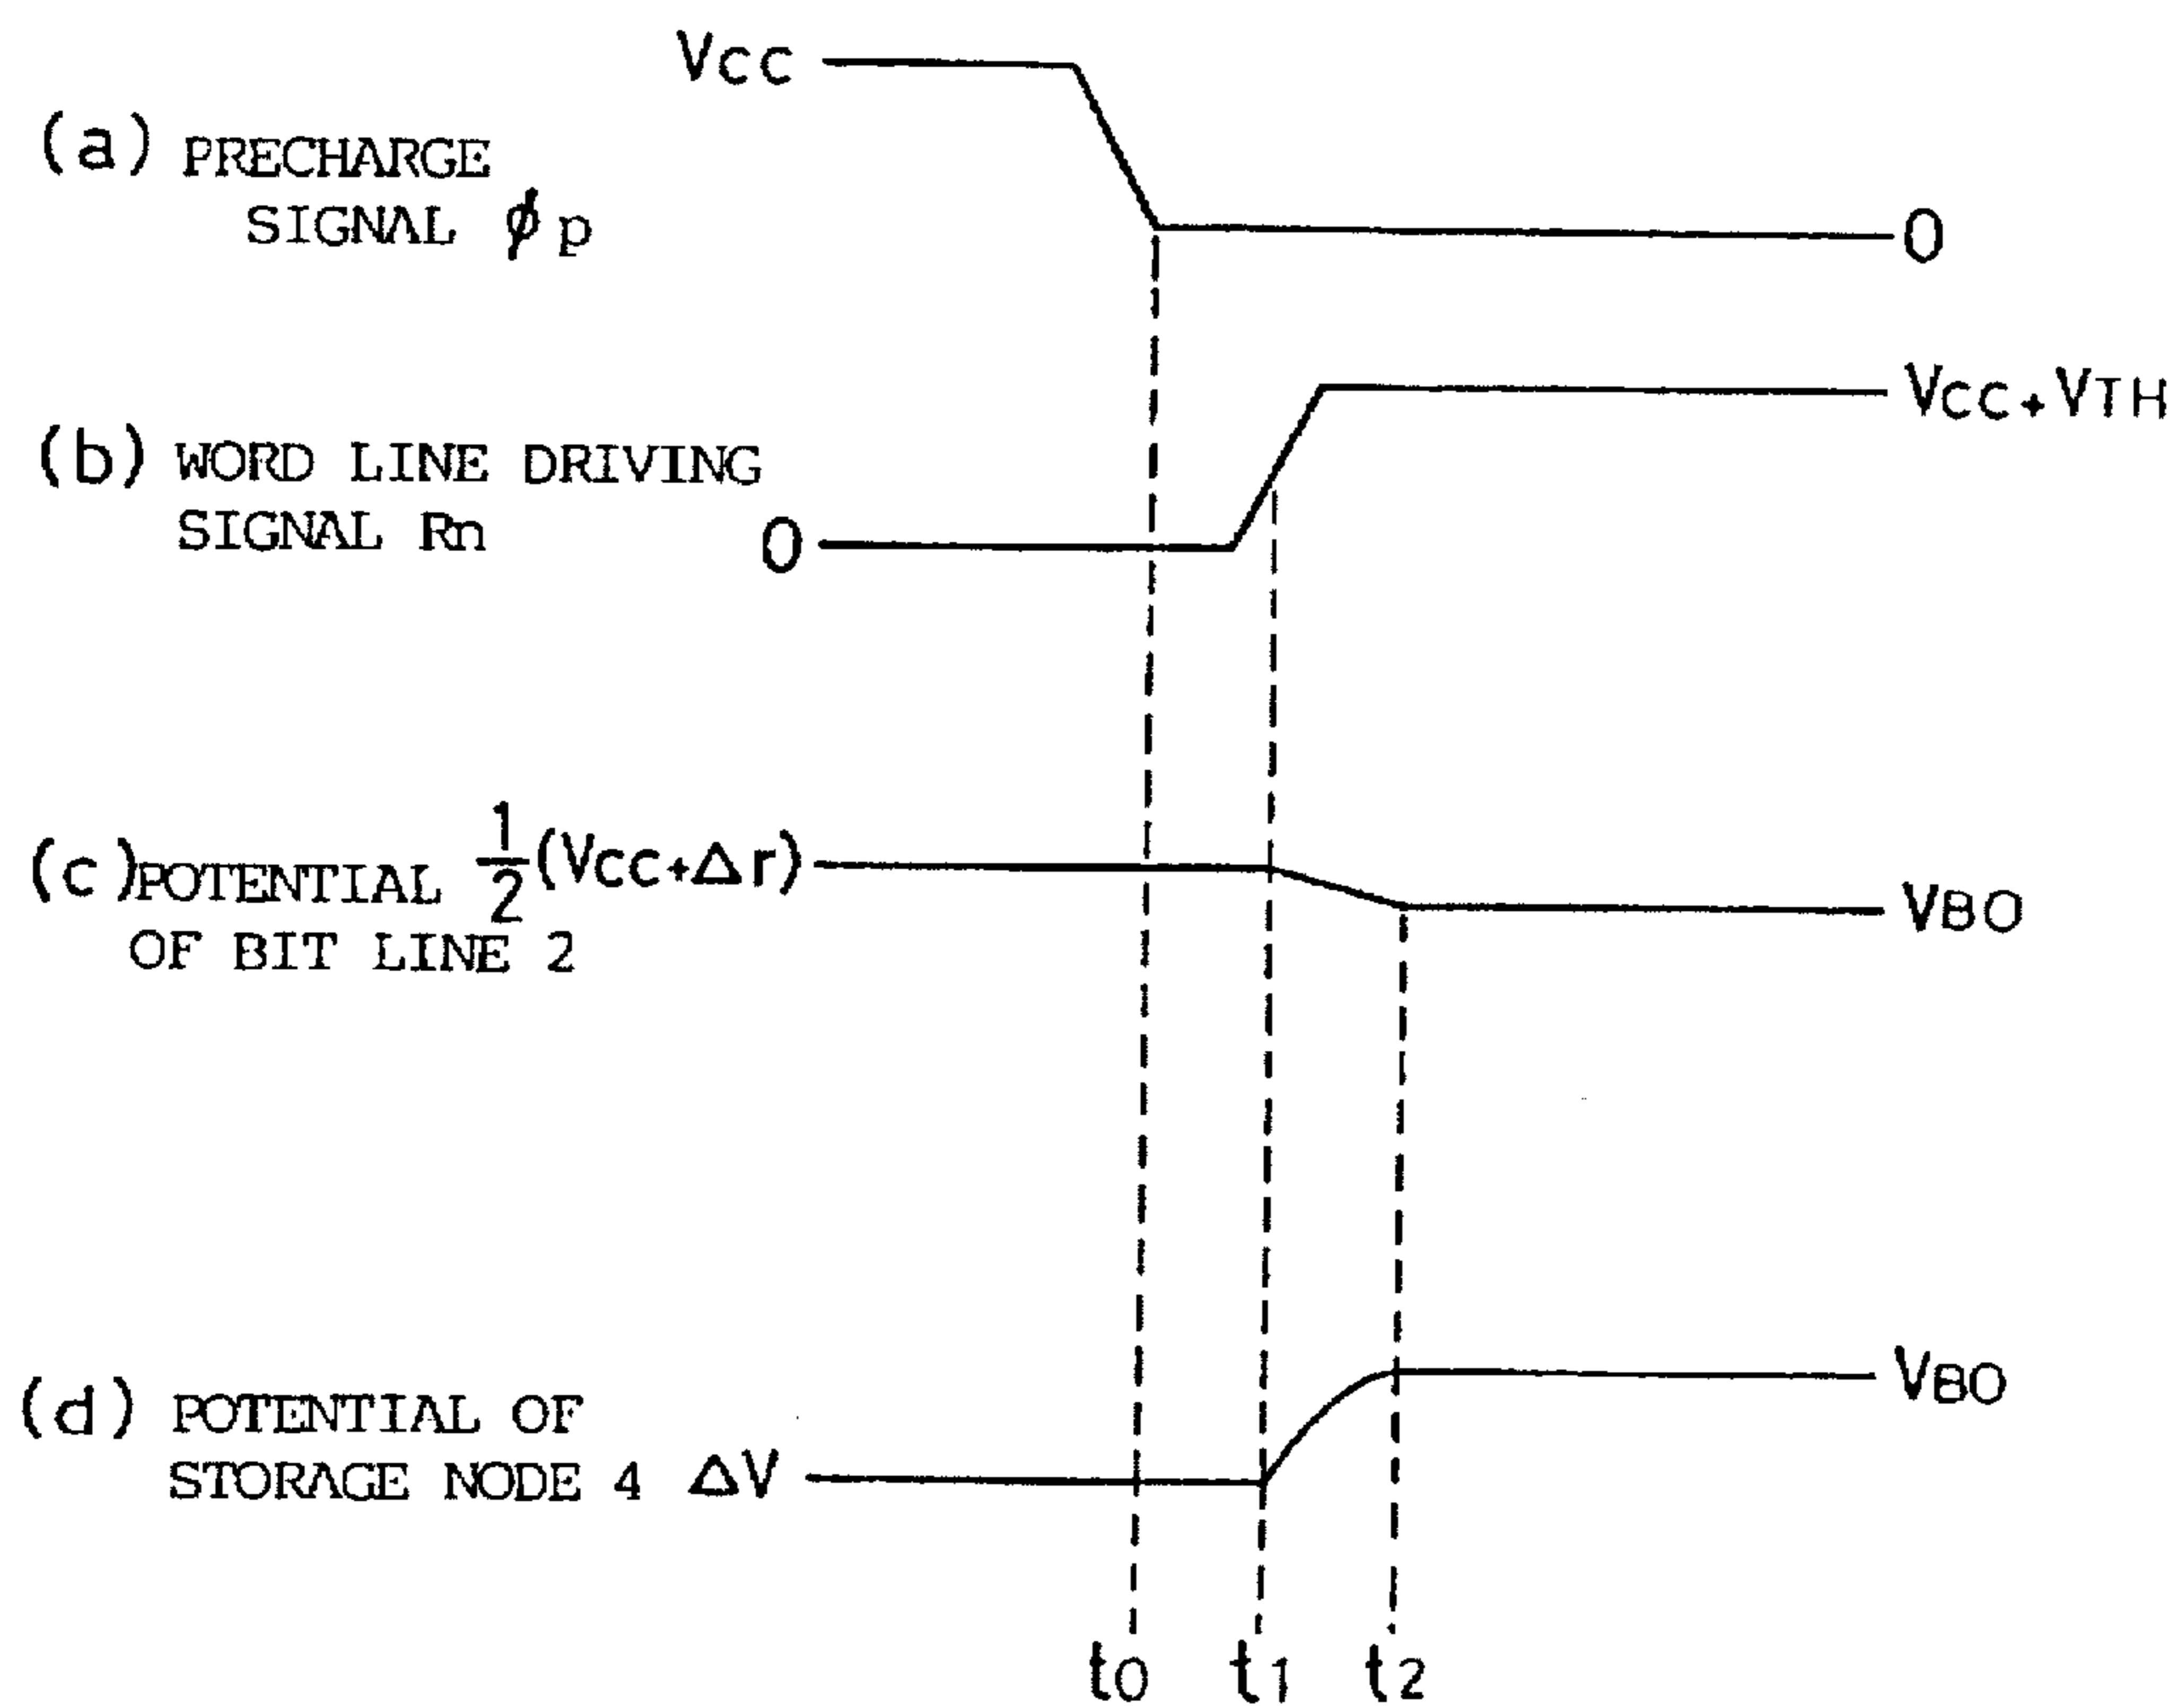 Vcc
(a) PRECHARGE
SIGNAL ϕp
0
Vcc+VTH
(b) WORD LINE DRIVING
SIGNAL Rn
0
(c) POTENTIAL 1/2 (Vcc+Δr)
OF BIT LINE 2
VBO
(d) POTENTIAL OF
STORAGE NODE 4 ΔV
VBO
t0 t1 t2